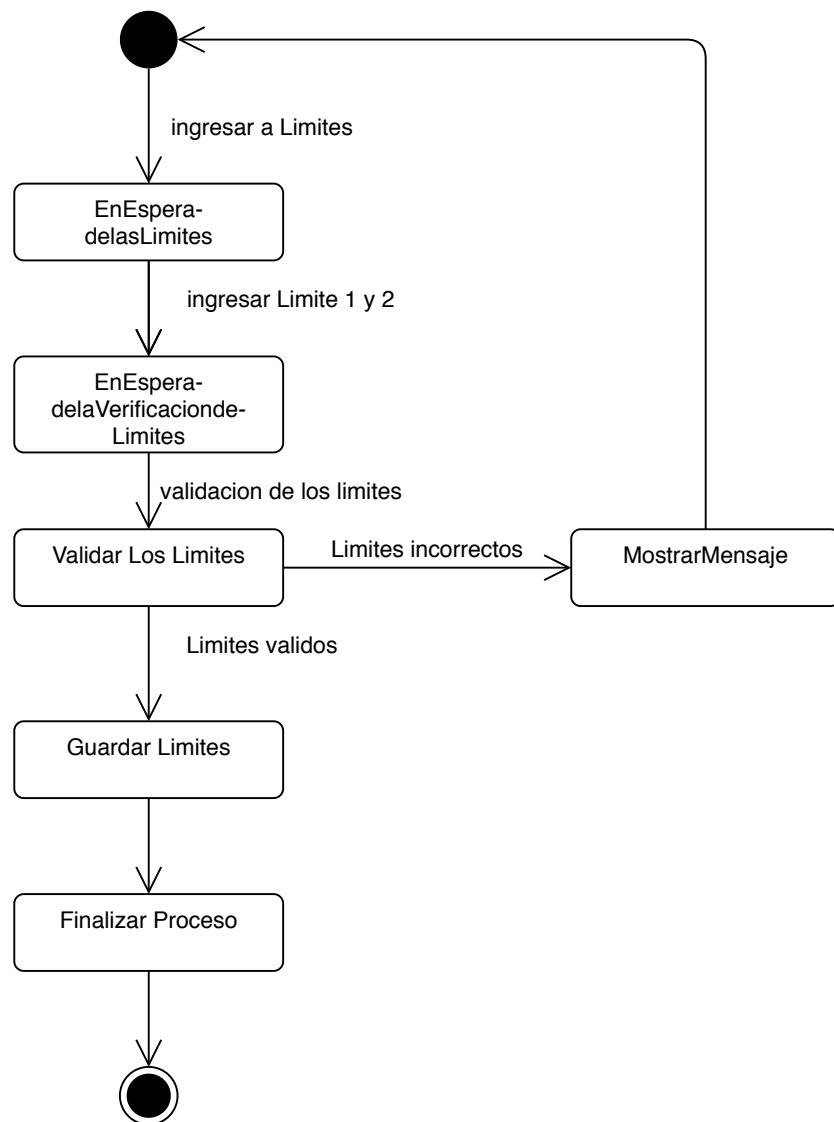 ingresar a Limites
EnEspera-
delasLimites
ingresar Limite 1 y 2
EnEspera-
delaVerificacionde-
Limites
validacion de los limites
Validar Los Limites
Limites incorrectos
MostrarMensaje
Limites validos
Guardar Limites
Finalizar Proceso